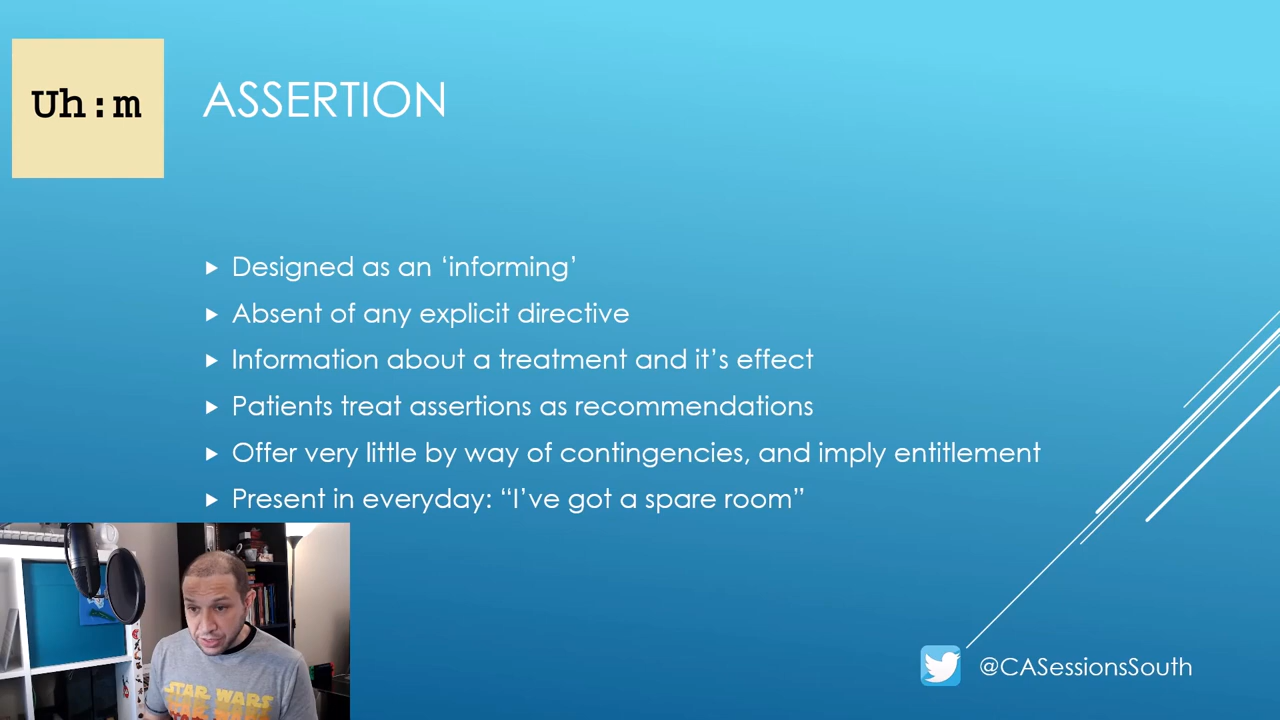 Uh:m
ASSERTION
Designed as an ‘informing’
Absent of any explicit directive
Information about a treatment and it’s effect
Patients treat assertions as recommendations
Offer very little by way of contingencies, and imply entitlement
Present in everyday: “I’ve got a spare room”
STAR WARS
@CASessionsSouth